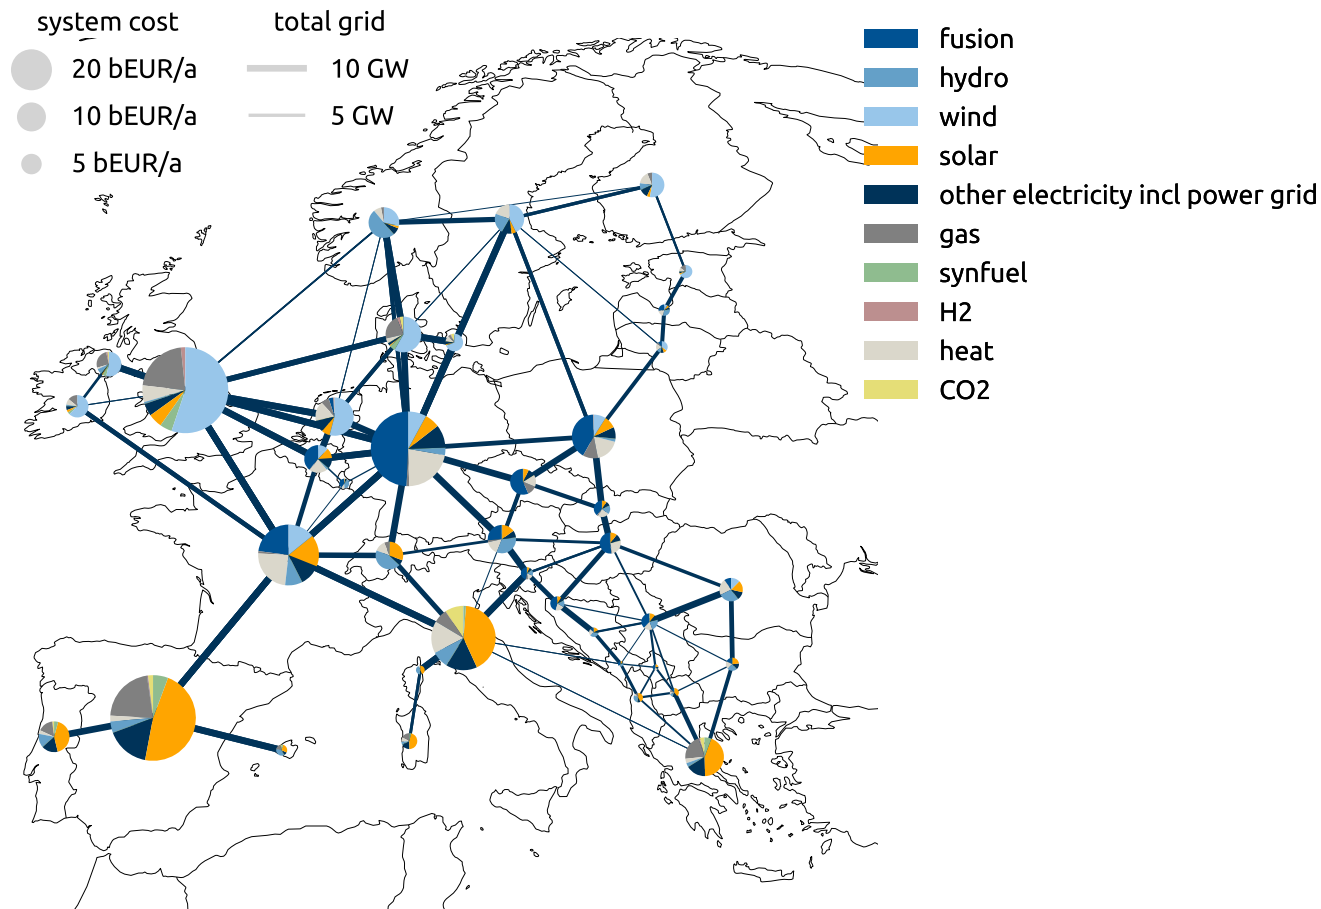 system cost
20 bEUR/a
10 bEUR/a
5 bEUR/a
total grid
10 GW
5 GW
fusion
hydro
wind
solar
other electricity incl power grid
gas
synfuel
H2
heat
CO2